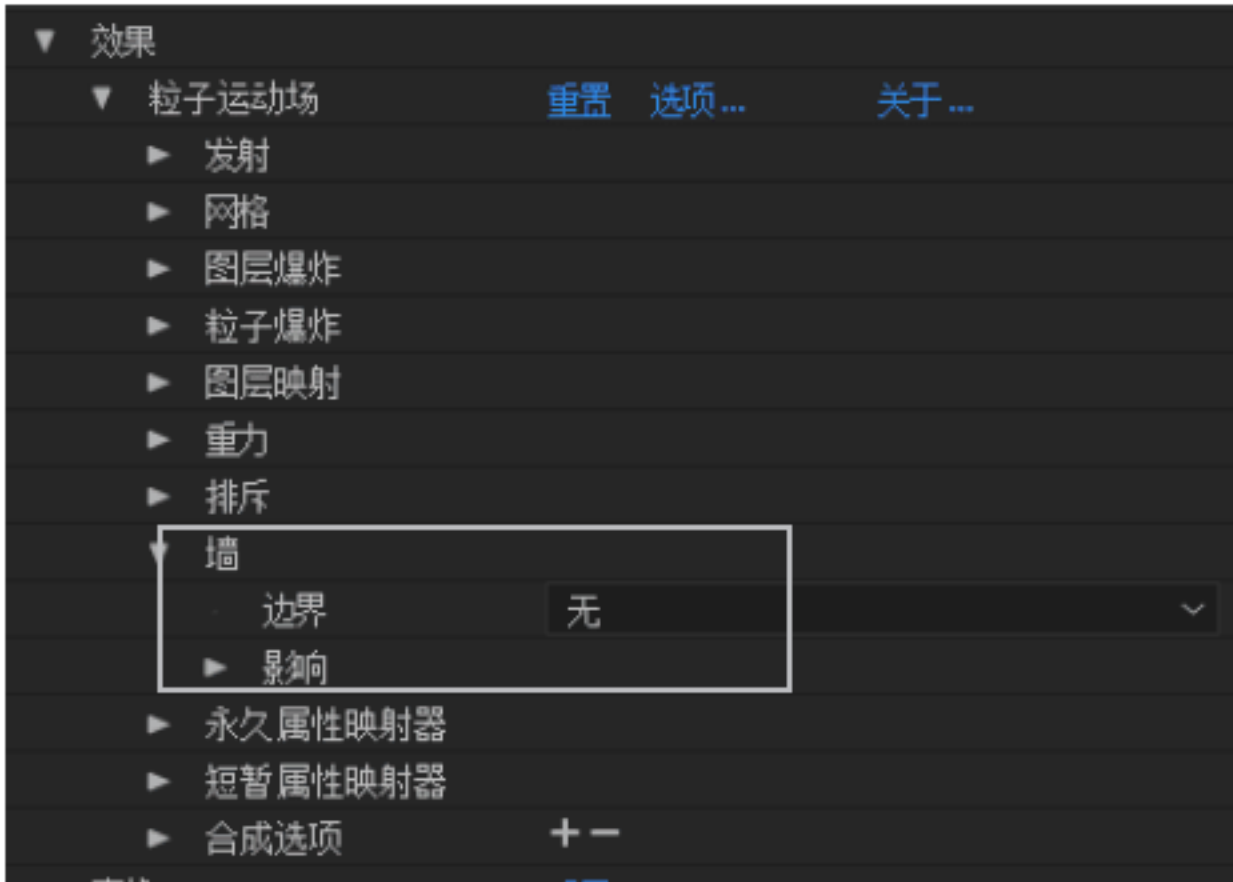 效果
粒子运动场 重置 选项... 关于...
发射
网格
图层爆炸
粒子爆炸
图层映射
重力
排斥
墙
边界 无
影响
永久属性映射器
短暂属性映射器
合成选项 + −